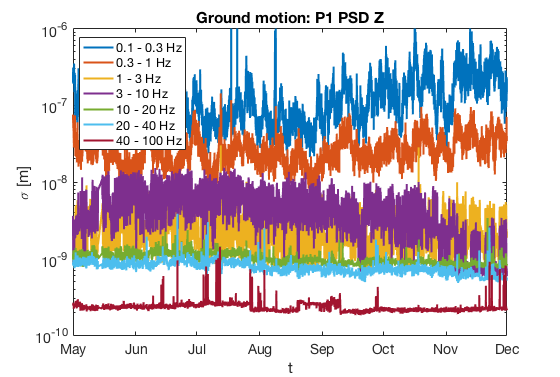 Ground motion: P1 PSD Z
10^-6
10^-7
10^-8
10^-9
10^-10
σ [m]
0.1 - 0.3 Hz
0.3 - 1 Hz
1 - 3 Hz
3 - 10 Hz
10 - 20 Hz
20 - 40 Hz
40 - 100 Hz
May Jun Jul Aug Sep Oct Nov Dec
t